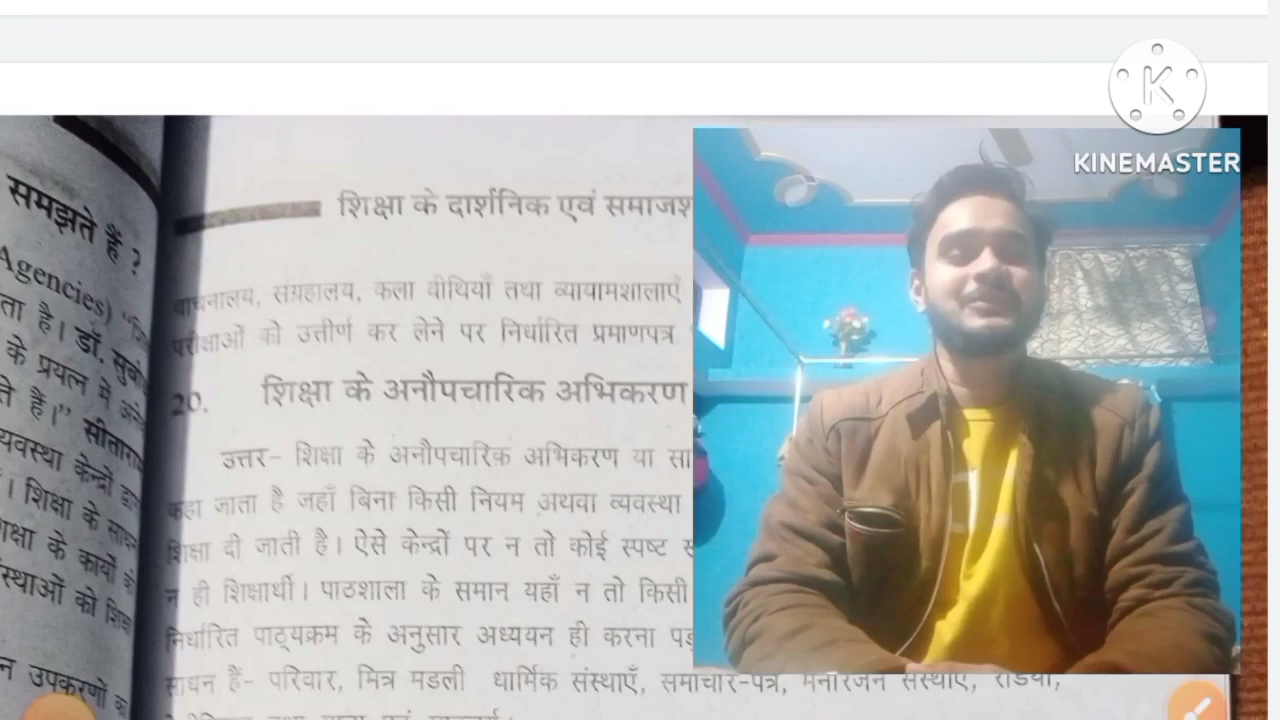 समझते हैं ?
Agencies)
ता है। डॉ.
के प्रयत्न में
ते हैं।" सीताराम
व्यवस्था केन्द्रों द्वारा
। शिक्षा के साधन
शिक्षा के कार्यों को
संस्थाओं को शिक्षा
न उपकरणों
शिक्षा के दार्शनिक एवं समाजश
वाचनालय, संग्रहालय, कला वीथियाँ तथा व्यायामशालाएँ
परीक्षाओं को उत्तीर्ण कर लेने पर निर्धारित प्रमाणपत्र
20. शिक्षा के अनौपचारिक अभिकरण
उत्तर– शिक्षा के अनौपचारिक अभिकरण या सा
कहा जाता है जहाँ बिना किसी नियम अथवा व्यवस्था
शिक्षा दी जाती है। ऐसे केन्द्रों पर न तो कोई स्पष्ट
न ही शिक्षार्थी। पाठशाला के समान यहाँ न तो किसी
निर्धारित पाठ्यक्रम के अनुसार अध्ययन ही करना पड़
साधन हैं– परिवार, मित्र मडली धार्मिक संस्थाएँ, समाचार-पत्र, मनोरंजन संस्थाएँ, रेडियो,
K
KINEMASTER